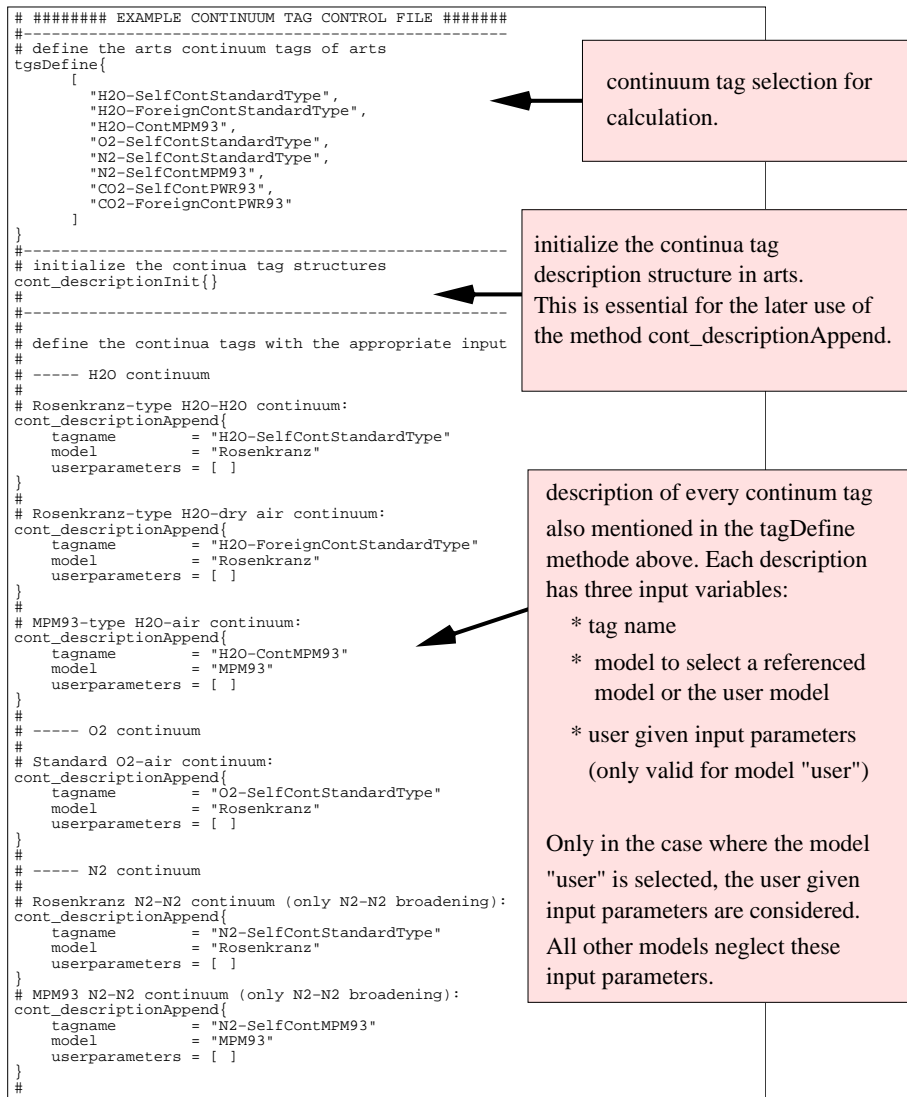 # ######## EXAMPLE CONTINUUM TAG CONTROL FILE #######
#----------------------------------------------------
# define the arts continuum tags of arts
tgsDefine{
[
"H2O-SelfContStandardType",
"H2O-ForeignContStandardType",
"H2O-ContMPM93",
"O2-SelfContStandardType",
"N2-SelfContStandardType",
"N2-SelfContMPM93",
"CO2-SelfContPWR93",
"CO2-ForeignContPWR93"
]
}
#----------------------------------------------------
# initialize the continua tag structures
cont_descriptionInit{}
#
#----------------------------------------------------
#
# define the continua tags with the appropriate input
#
# ----- H2O continuum
#
# Rosenkranz-type H2O-H2O continuum:
cont_descriptionAppend{
tagname = "H2O-SelfContStandardType"
model = "Rosenkranz"
userparameters = [ ]
}
#
# Rosenkranz-type H2O-dry air continuum:
cont_descriptionAppend{
tagname = "H2O-ForeignContStandardType"
model = "Rosenkranz"
userparameters = [ ]
}
#
# MPM93-type H2O-air continuum:
cont_descriptionAppend{
tagname = "H2O-ContMPM93"
model = "MPM93"
userparameters = [ ]
}
#
# ----- O2 continuum
#
# Standard O2-air continuum:
cont_descriptionAppend{
tagname = "O2-SelfContStandardType"
model = "Rosenkranz"
userparameters = [ ]
}
#
# ----- N2 continuum
#
# Rosenkranz N2-N2 continuum (only N2-N2 broadening):
cont_descriptionAppend{
tagname = "N2-SelfContStandardType"
model = "Rosenkranz"
userparameters = [ ]
}
# MPM93 N2-N2 continuum (only N2-N2 broadening):
cont_descriptionAppend{
tagname = "N2-SelfContMPM93"
model = "MPM93"
userparameters = [ ]
}
#
continuum tag selection for
calculation.
initialize the continua tag
description structure in arts.
This is essential for the later use of
the method cont_descriptionAppend.
description of every continum tag
also mentioned in the tagDefine
methode above. Each description
has three input variables:
* tag name
* model to select a referenced
model or the user model
* user given input parameters
(only valid for model "user")
Only in the case where the model
"user" is selected, the user given
input parameters are considered.
All other models neglect these
input parameters.